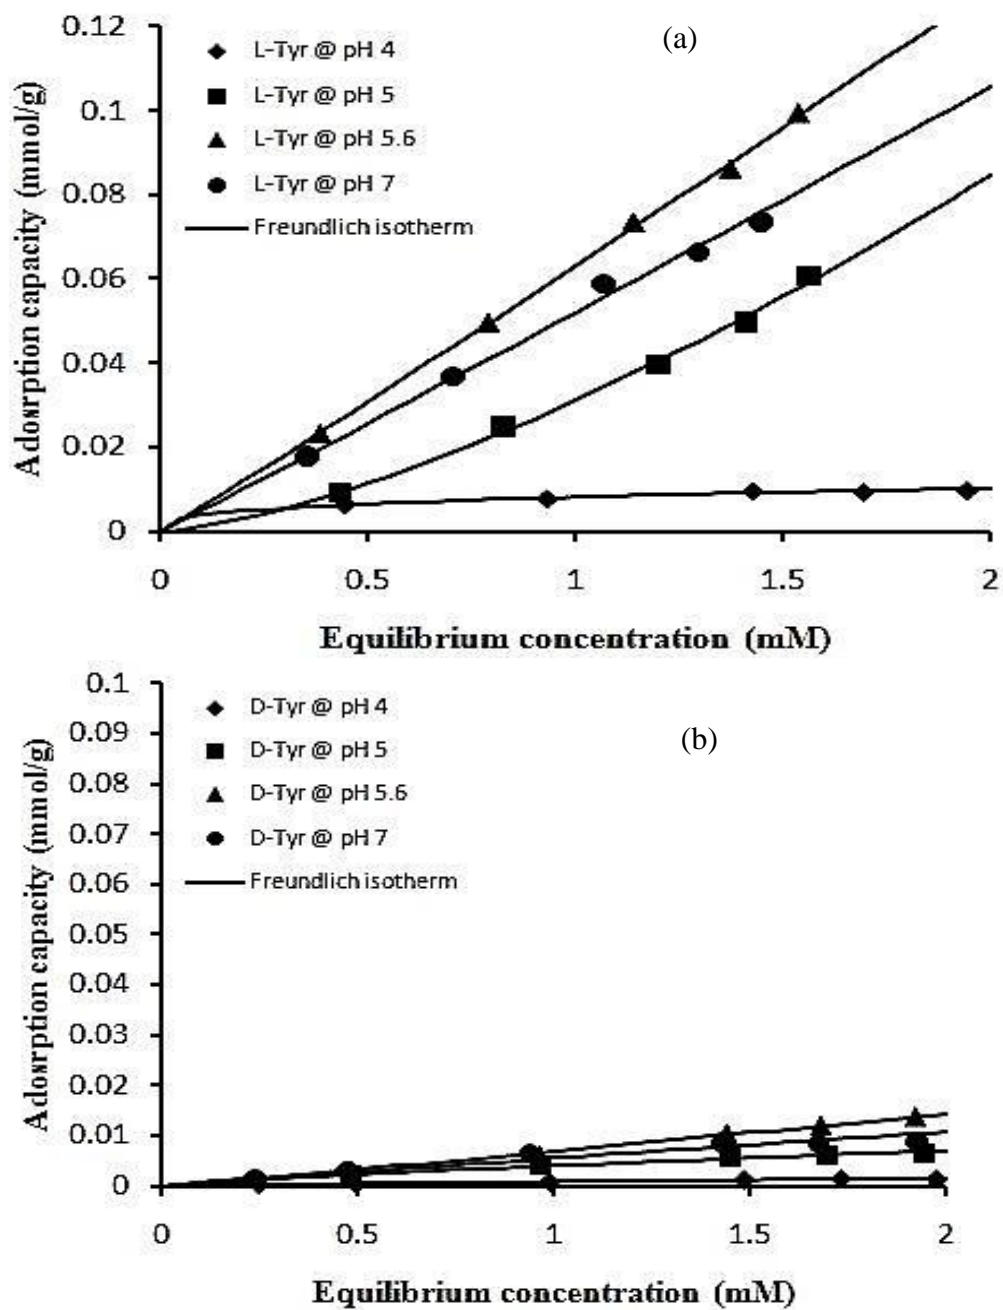 (a)
0.12
0.1
0.08
0.06
0.04
0.02
0
Adosrption capacity (mmol/g)
L-Tyr @ pH 4
L-Tyr @ pH 5
L-Tyr @ pH 5.6
L-Tyr @ pH 7
Freundlich isotherm
0 0.5 1 1.5 2
Equilibrium concentration (mM)
(b)
0.1
0.09
0.08
0.07
0.06
0.05
0.04
0.03
0.02
0.01
0
Adosrption capacity (mmol/g)
D-Tyr @ pH 4
D-Tyr @ pH 5
D-Tyr @ pH 5.6
D-Tyr @ pH 7
Freundlich isotherm
0 0.5 1 1.5 2
Equilibrium concentration (mM)